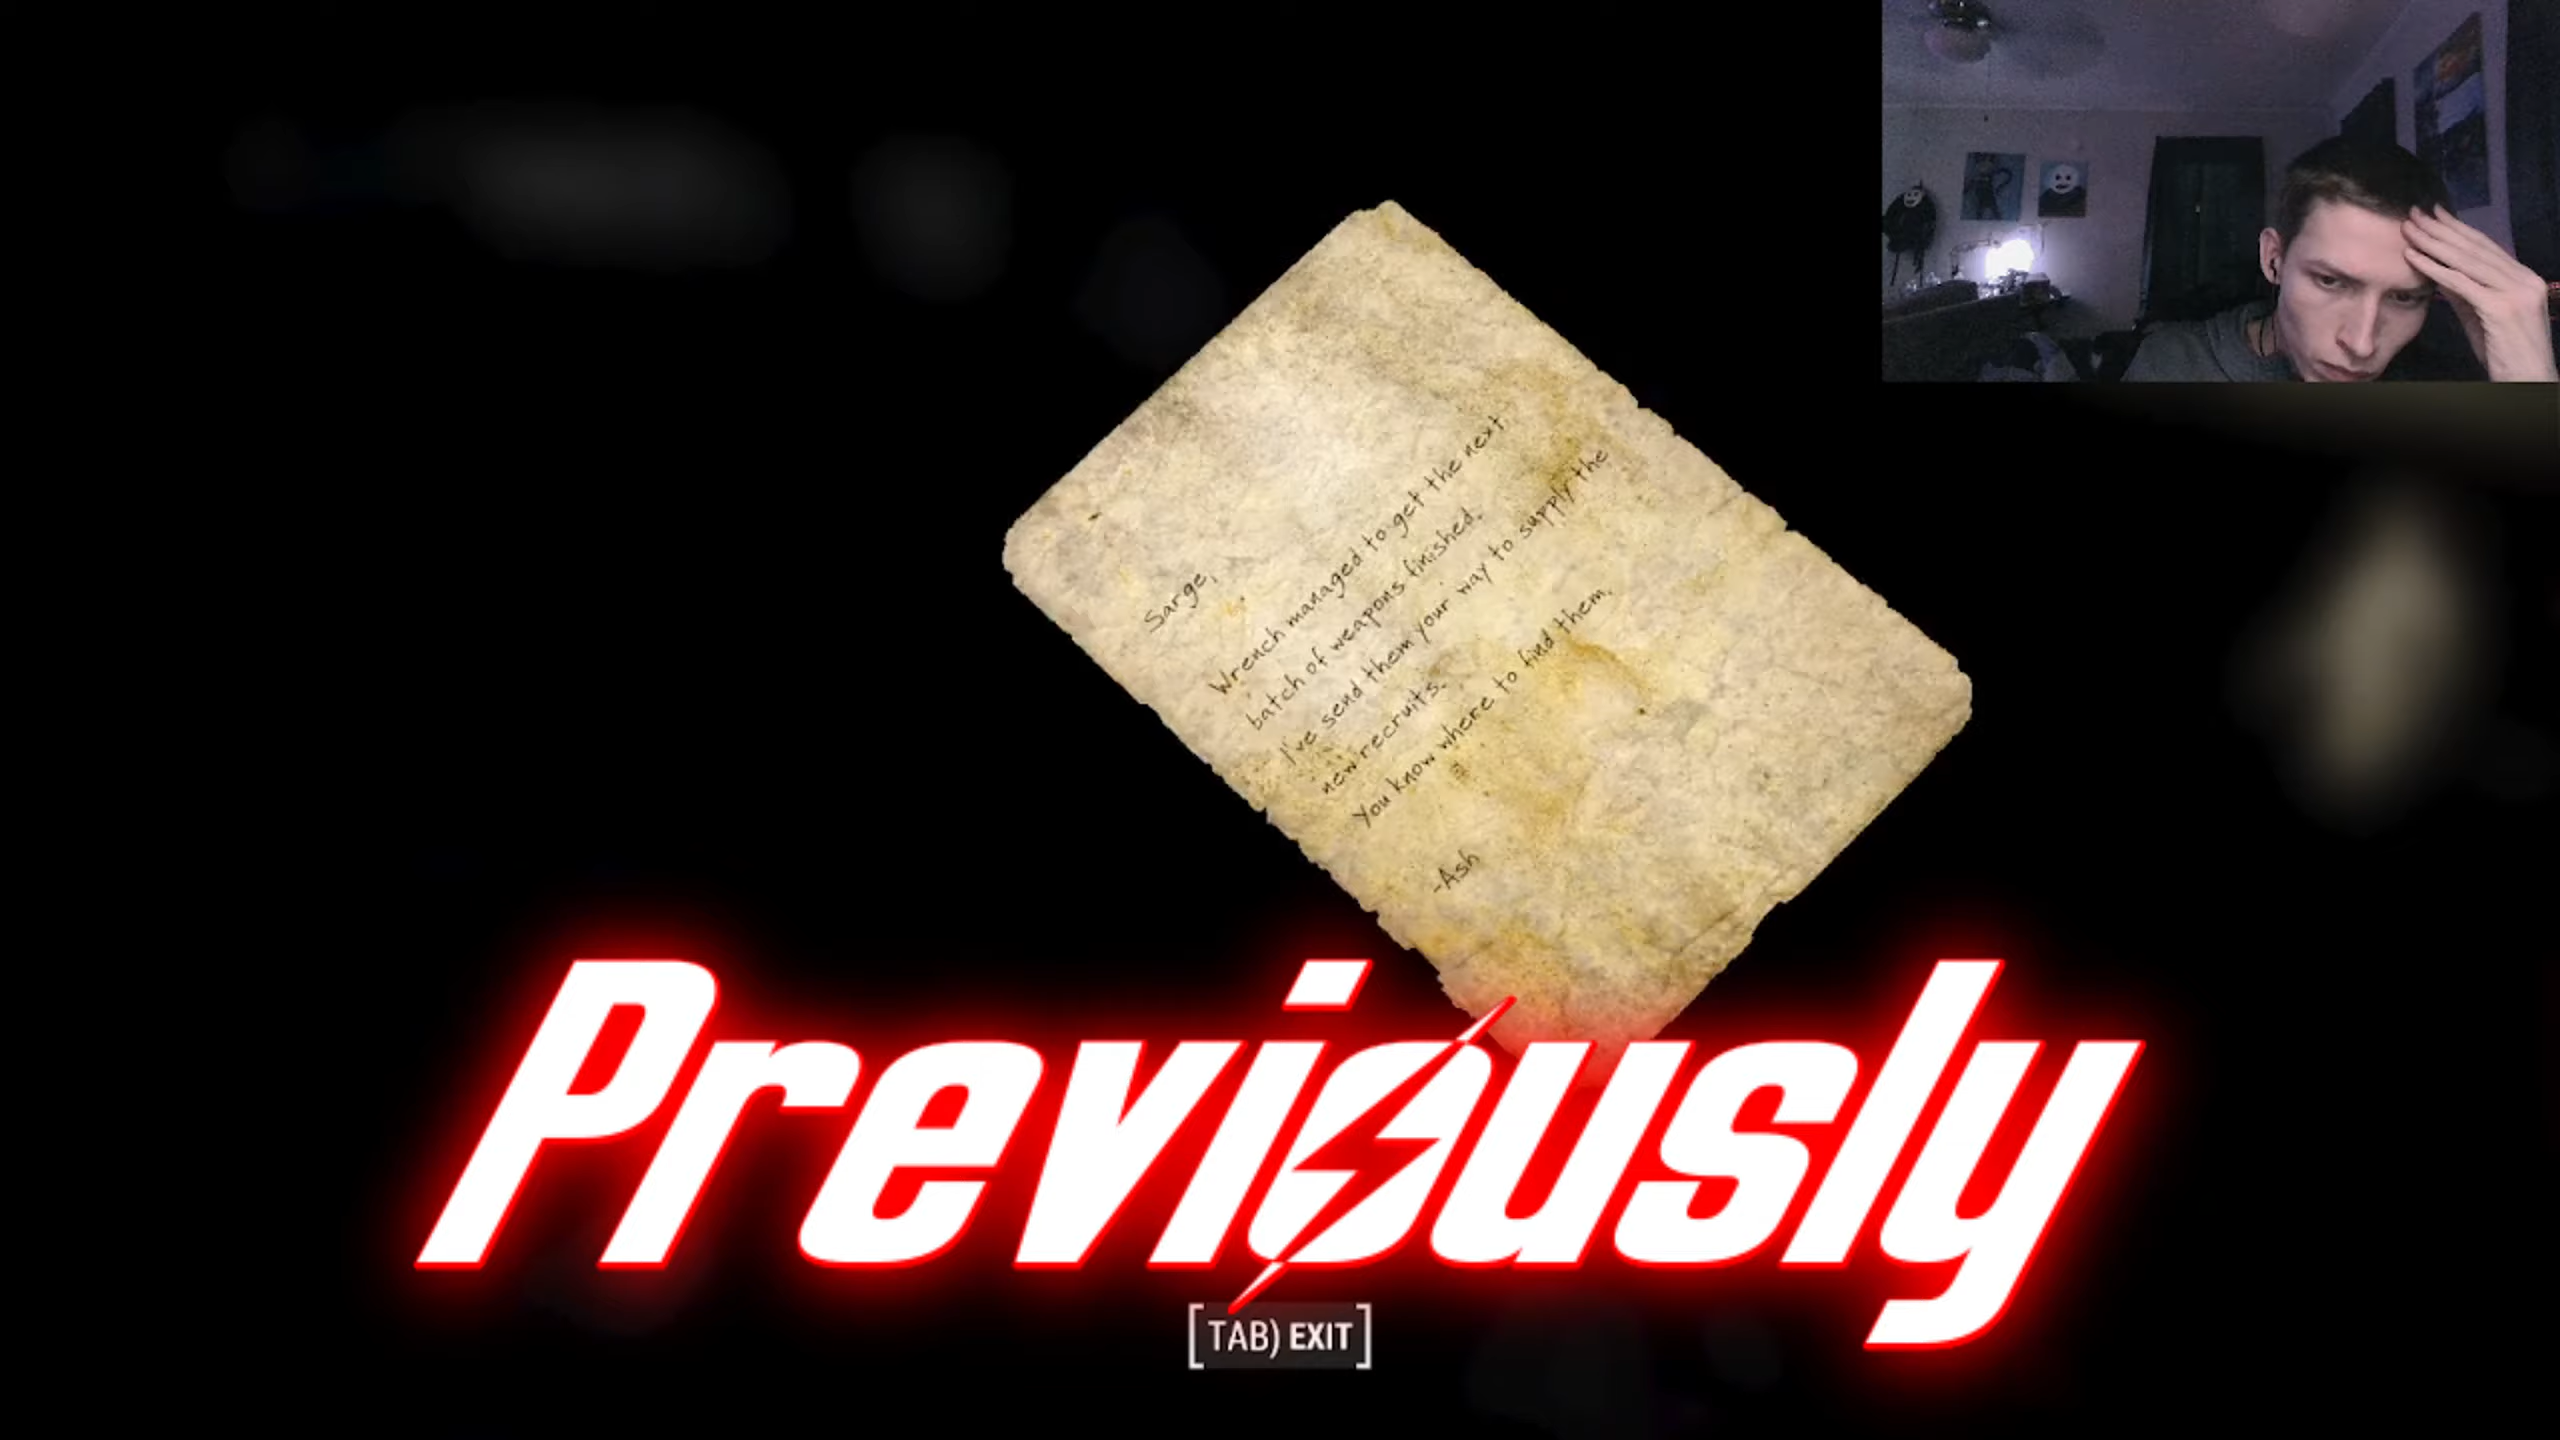 Sarge,
Wrench managed to get the next
batch of weapons finished.
I've send them your way to supply the
new recruits.
You know where to find them.
-Ash
Previously
[TAB) EXIT]